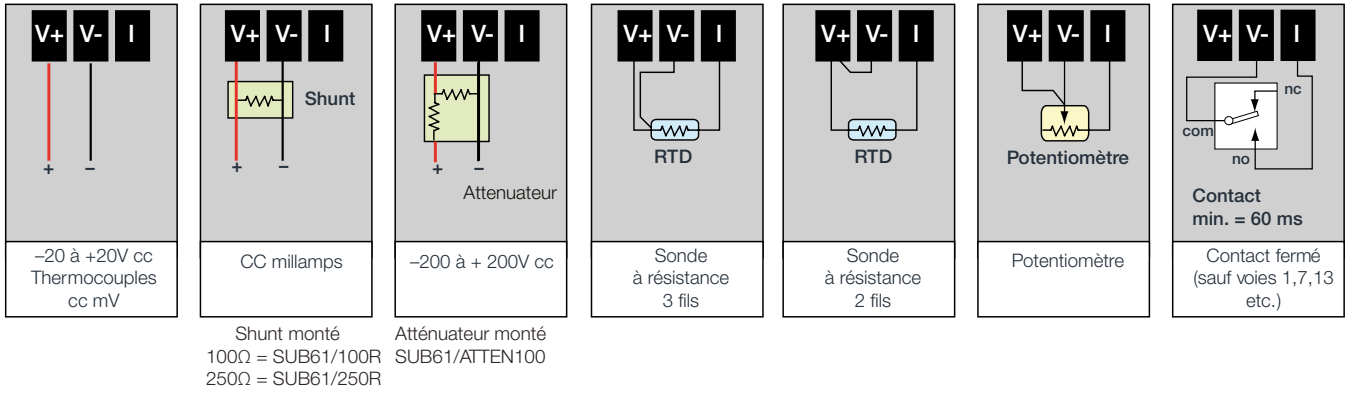 V+ V- I
+ –
–20 à +20V cc
Thermocouples
cc mV
V+ V- I
Shunt
+ –
CC millamps
Shunt monté
100Ω = SUB61/100R
250Ω = SUB61/250R
V+ V- I
+ –
Attenuateur
–200 à + 200V cc
Atténuateur monté
SUB61/ATTEN100
V+ V- I
RTD
Sonde
à résistance
3 fils
V+ V- I
RTD
Sonde
à résistance
2 fils
V+ V- I
Potentiomètre
Potentiomètre
V+ V- I
nc
com
no
Contact
min. = 60 ms
Contact fermé
(sauf voies 1,7,13
etc.)